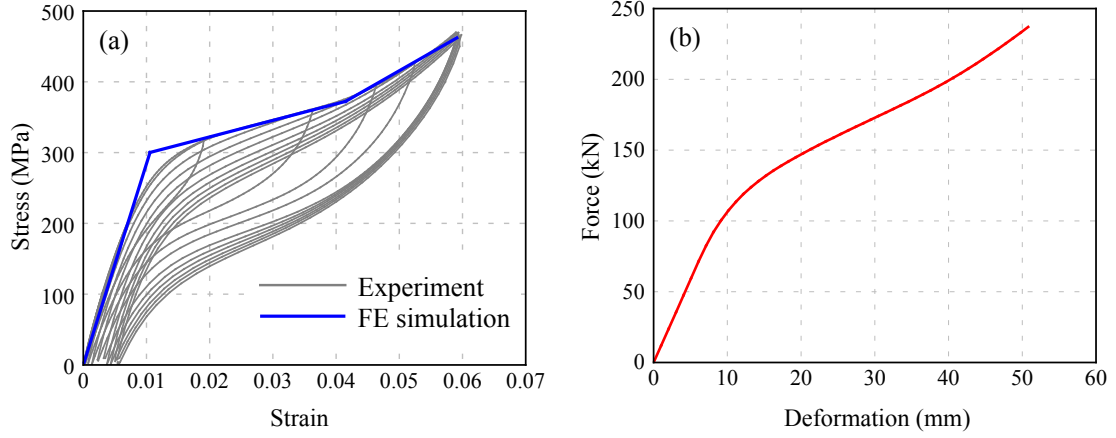 (a)
Stress (MPa)
500
400
300
200
100
0
Experiment
FE simulation
0 0.01 0.02 0.03 0.04 0.05 0.06 0.07
Strain
(b)
Force (kN)
250
200
150
100
50
0
0 10 20 30 40 50 60
Deformation (mm)